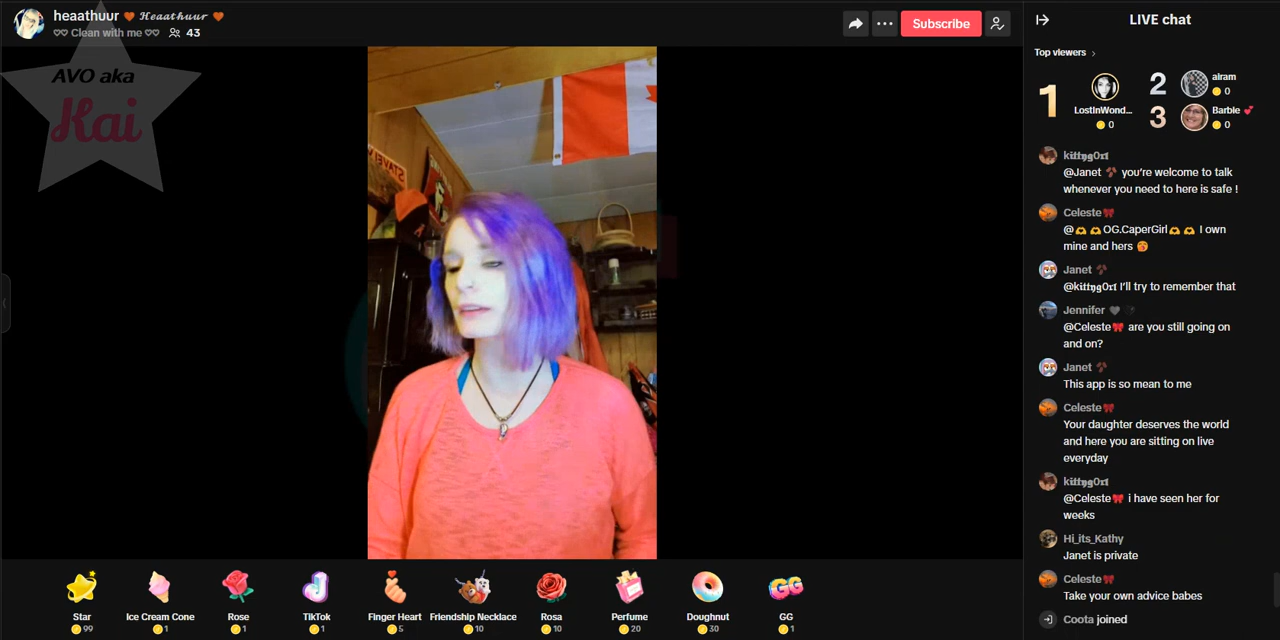 heaathuur 🧡 𝓗𝓮𝓪𝓪𝓽𝓱𝓾𝓾𝓻 🧡
♡♡ Clean with me ♡♡ 43
Subscribe
AVO aka
Kai
LIVE chat
Top viewers
1
LostInWond...
0
2
alram
0
3
Barbie 💕
0
@Janet you're welcome to talk
whenever you need to here is safe !
Celeste🎀
@🫶🫶OG.CaperGirl🫶🫶 I own
mine and hers 🥰
Janet
I'll try to remember that
Jennifer 🖤
@Celeste🎀 are you still going on
and on?
Janet
This app is so mean to me
Celeste🎀
Your daughter deserves the world
and here you are sitting on live
everyday
@Celeste🎀 i have seen her for
weeks
Hi_its_Kathy
Janet is private
Celeste🎀
Take your own advice babes
Coota joined
Star
99
Ice Cream Cone
1
Rose
1
TikTok
1
Finger Heart
5
Friendship Necklace
10
Rosa
10
Perfume
20
Doughnut
30
GG
1